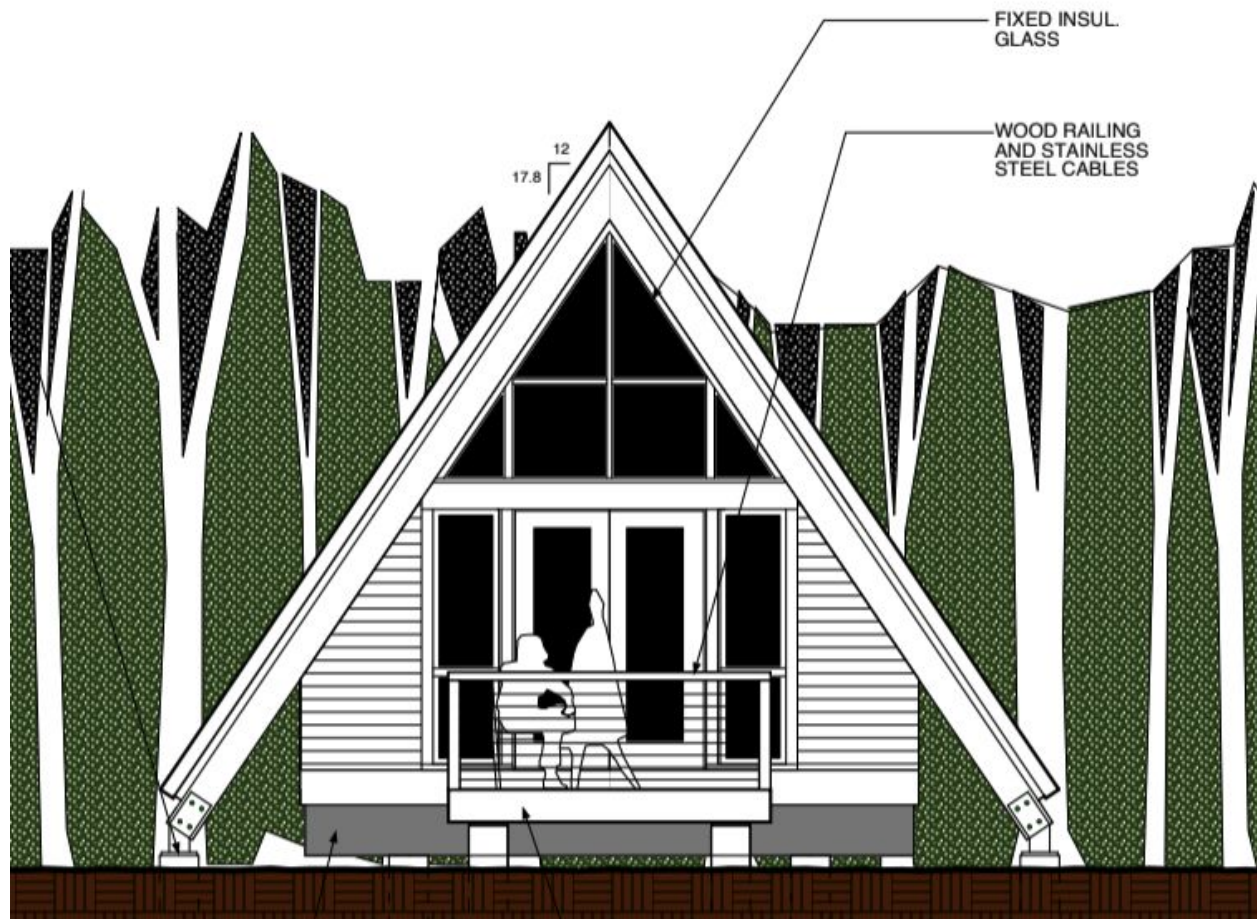 FIXED INSUL.
GLASS
WOOD RAILING
AND STAINLESS
STEEL CABLES
12
17.8